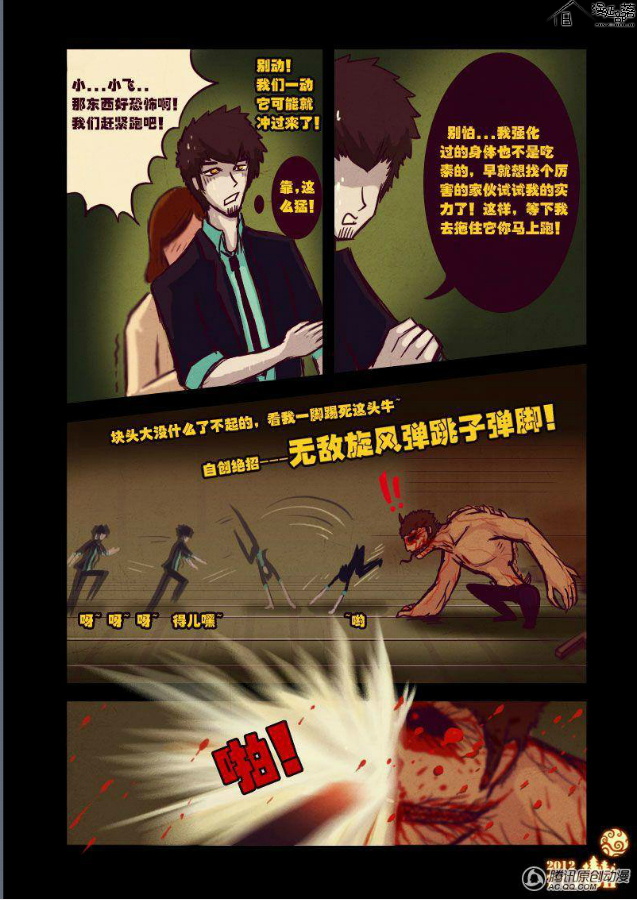 小...小飞..
那东西好恐怖啊!
我们赶紧跑吧!
别动!
我们一动
它可能就
冲过来了!
靠,这
么猛!
别怕...我强化
过的身体也不是吃
素的,早就想找个厉
害的家伙试试我的实
力了!这样,等下我
去拖住它你马上跑!
块头大没什么了不起的,看我一脚踢死这头牛~
自创绝招---无敌旋风弹跳子弹脚!
!!
呀~呀~呀~ 得儿嘿~ ~哟
啪!
2012
腾讯原创动漫
AC.QQ.COM